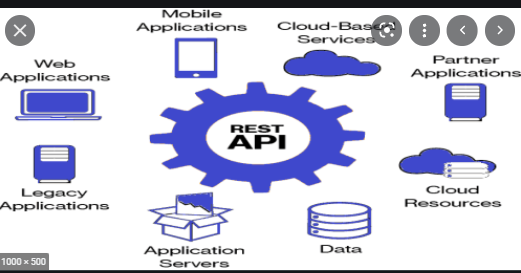 Mobile
Applications
Cloud-Based
Services
Web
Applications
Partner
Applications
REST
API
Legacy
Applications
Cloud
Resources
Application
Servers
Data
1000 × 500